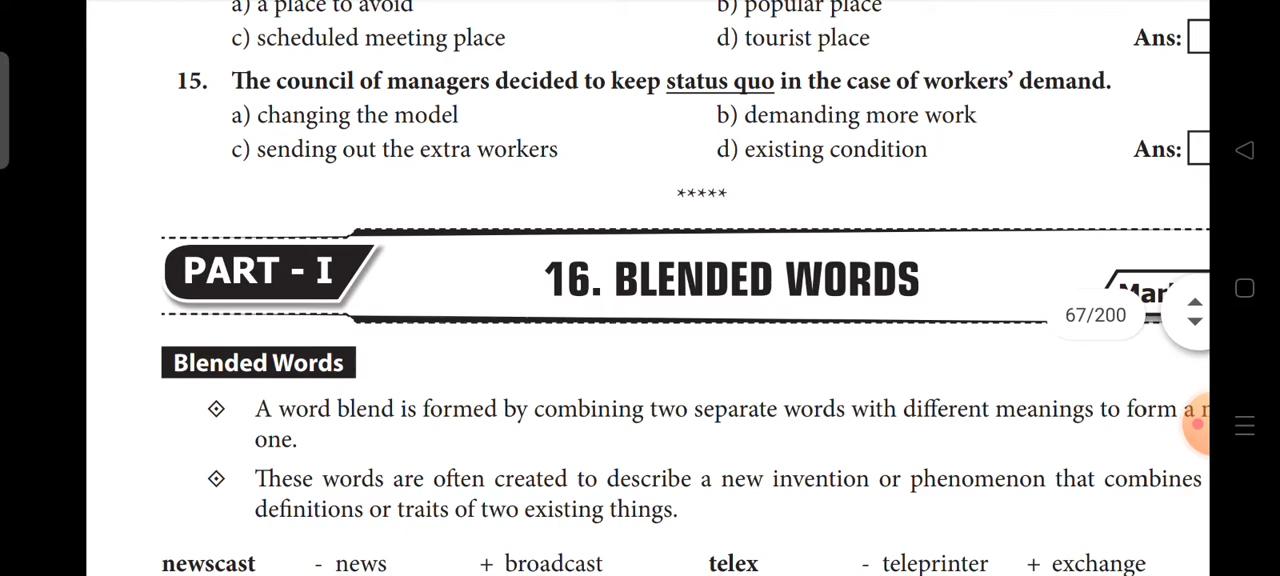 a) a place to avoid b) popular place
c) scheduled meeting place d) tourist place Ans:
15. The council of managers decided to keep status quo in the case of workers’ demand.
a) changing the model b) demanding more work
c) sending out the extra workers d) existing condition Ans:
*****
PART - I 16. BLENDED WORDS
67/200
Blended Words
A word blend is formed by combining two separate words with different meanings to form a
one.
These words are often created to describe a new invention or phenomenon that combines
definitions or traits of two existing things.
newscast - news + broadcast telex - teleprinter + exchange